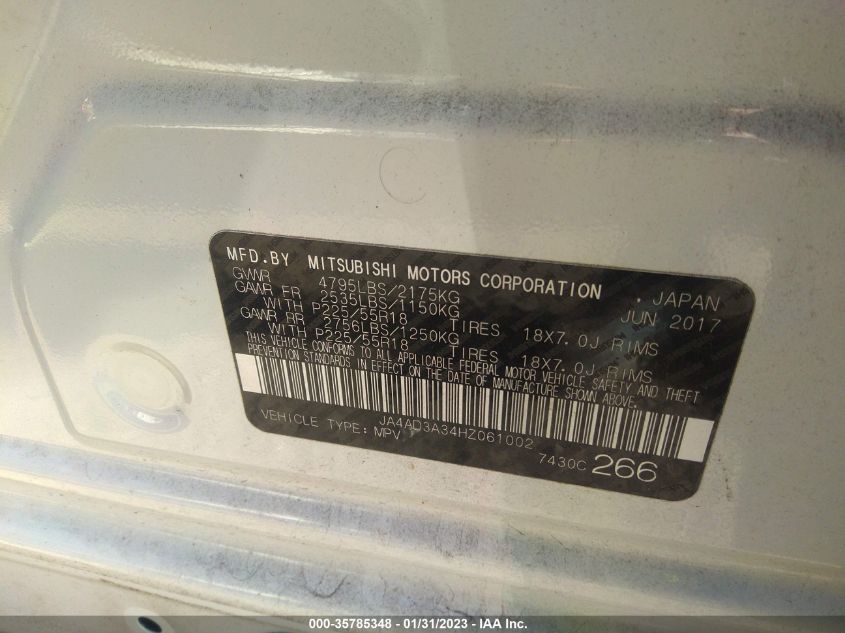 MFD.BY MITSUBISHI MOTORS CORPORATION , JAPAN
GVWR 4795LBS/2175KG JUN 2017
GAWR FR 2535LBS/1150KG
WITH P225/55R18 TIRES 18X7.0J RIMS
GAWR RR 2756LBS/1250KG
WITH P225/55R18 TIRES 18X7.0J RIMS
THIS VEHICLE CONFORMS TO ALL APPLICABLE FEDERAL MOTOR VEHICLE SAFETY AND THEFT
PREVENTION STANDARDS IN EFFECT ON THE DATE OF MANUFACTURE SHOWN ABOVE.
JA4AD3A34HZ061002
VEHICLE TYPE: MPV 7430C 266
000-35785348 - 01/31/2023 - © IAA Inc.